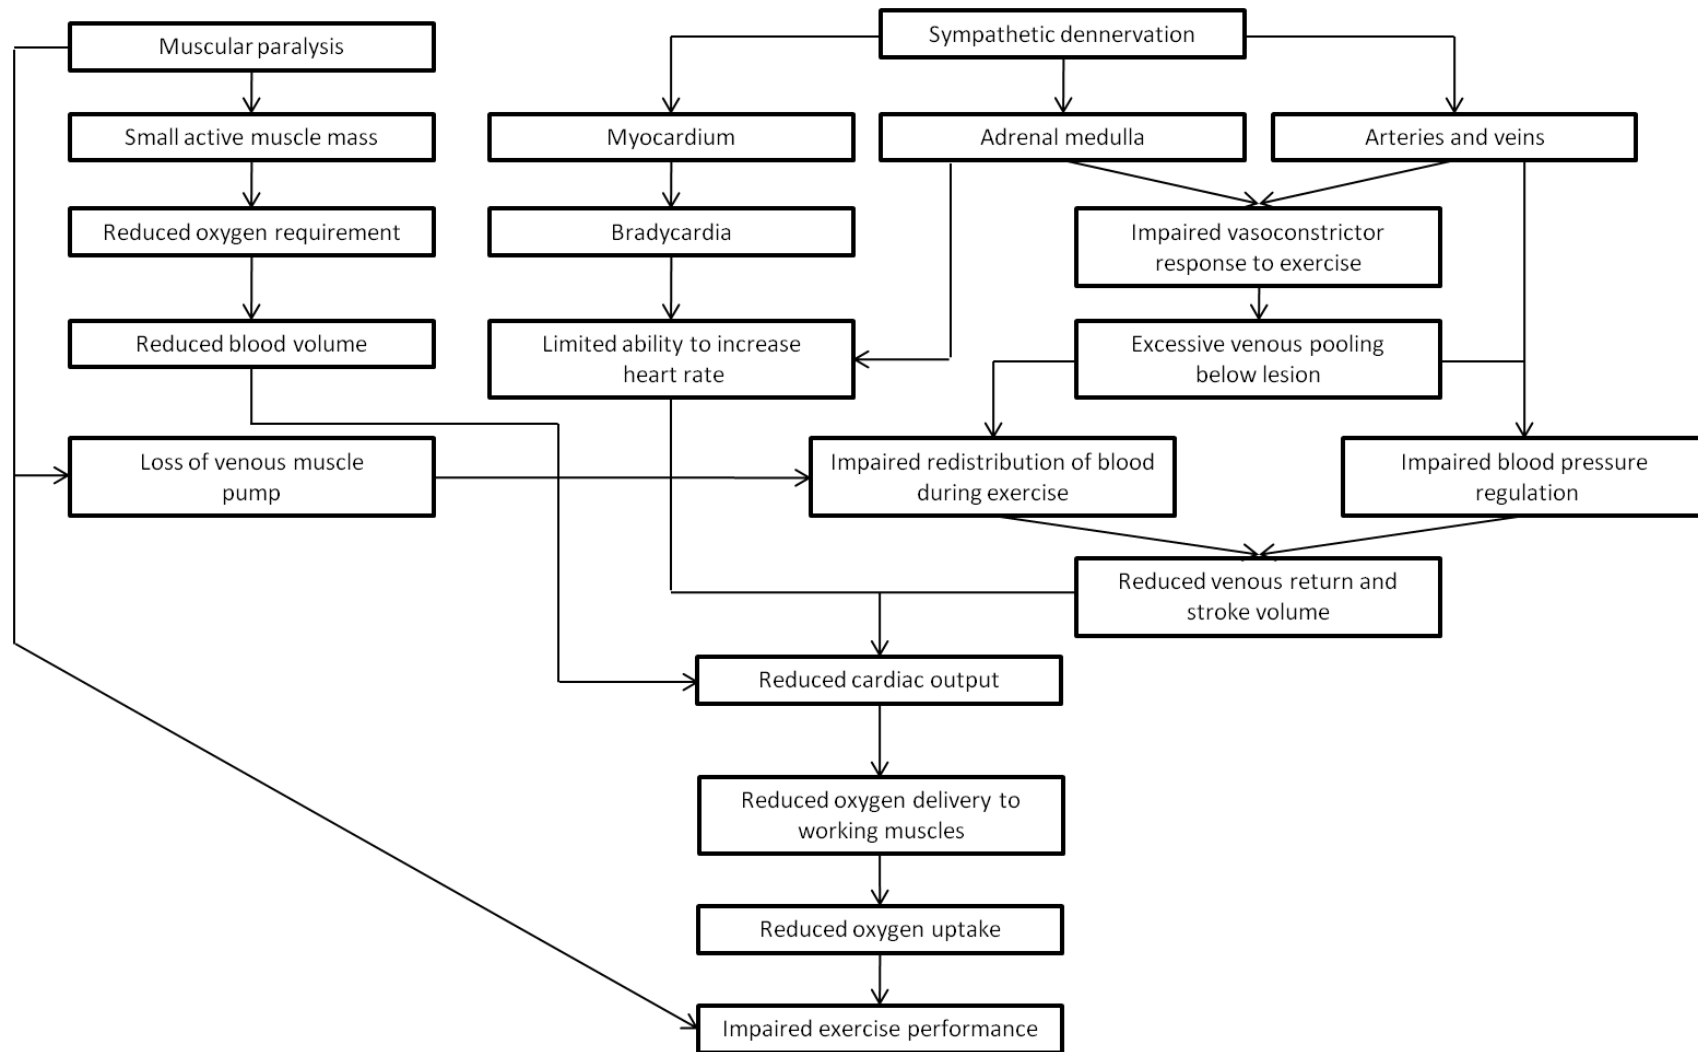 Muscular paralysis
Sympathetic dennervation
Small active muscle mass
Myocardium
Adrenal medulla
Arteries and veins
Reduced oxygen requirement
Bradycardia
Impaired vasoconstrictor
response to exercise
Reduced blood volume
Limited ability to increase
heart rate
Excessive venous pooling
below lesion
Loss of venous muscle
pump
Impaired redistribution of blood
during exercise
Impaired blood pressure
regulation
Reduced venous return and
stroke volume
Reduced cardiac output
Reduced oxygen delivery to
working muscles
Reduced oxygen uptake
Impaired exercise performance